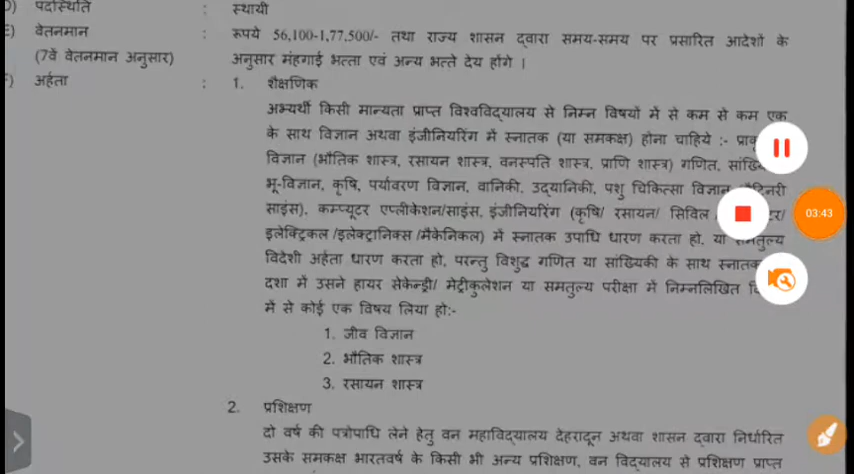 D) पदस्थिति : स्थायी
E) वेतनमान : रूपये 56,100-1,77,500/- तथा राज्य शासन द्वारा समय-समय पर प्रसारित आदेशों के
(7वें वेतनमान अनुसार) अनुसार मंहगाई भत्ता एवं अन्य भत्ते देय होंगे ।
F) अर्हता : 1. शैक्षणिक
अभ्यर्थी किसी मान्यता प्राप्त विश्वविद्यालय से निम्न विषयों में से कम से कम एक
के साथ विज्ञान अथवा इंजीनियरिंग में स्नातक (या समकक्ष) होना चाहिये :-
विज्ञान (भौतिक शास्त्र, रसायन शास्त्र, वनस्पति शास्त्र, प्राणि शास्त्र) गणित,
भू-विज्ञान, कृषि, पर्यावरण विज्ञान, वानिकी, उद्यानिकी, पशु चिकित्सा विज्ञान
साइंस), कम्प्यूटर एप्लीकेशन/साइंस, इंजीनियरिंग (कृषि/ रसायन/ सिविल
03:43
इलेक्ट्रिकल /इलेक्ट्रानिक्स /मैकेनिकल) में स्नातक उपाधि धारण करता हो, या समतुल्य
विदेशी अर्हता धारण करता हो, परन्तु विशुद्ध गणित या सांख्यिकी के साथ स्नातक
दशा में उसने हायर सेकेन्ड्री/ मेट्रीकुलेशन या समतुल्य परीक्षा में निम्नलिखित
में से कोई एक विषय लिया हो:-
1. जीव विज्ञान
2. भौतिक शास्त्र
3. रसायन शास्त्र
2. प्रशिक्षण
दो वर्ष की पत्रोपाधि लेने हेतु वन महाविद्यालय देहरादून अथवा शासन द्वारा निर्धारित
उसके समकक्ष भारतवर्ष के किसी भी अन्य प्रशिक्षण, वन विद्यालय से प्रशिक्षण प्राप्त